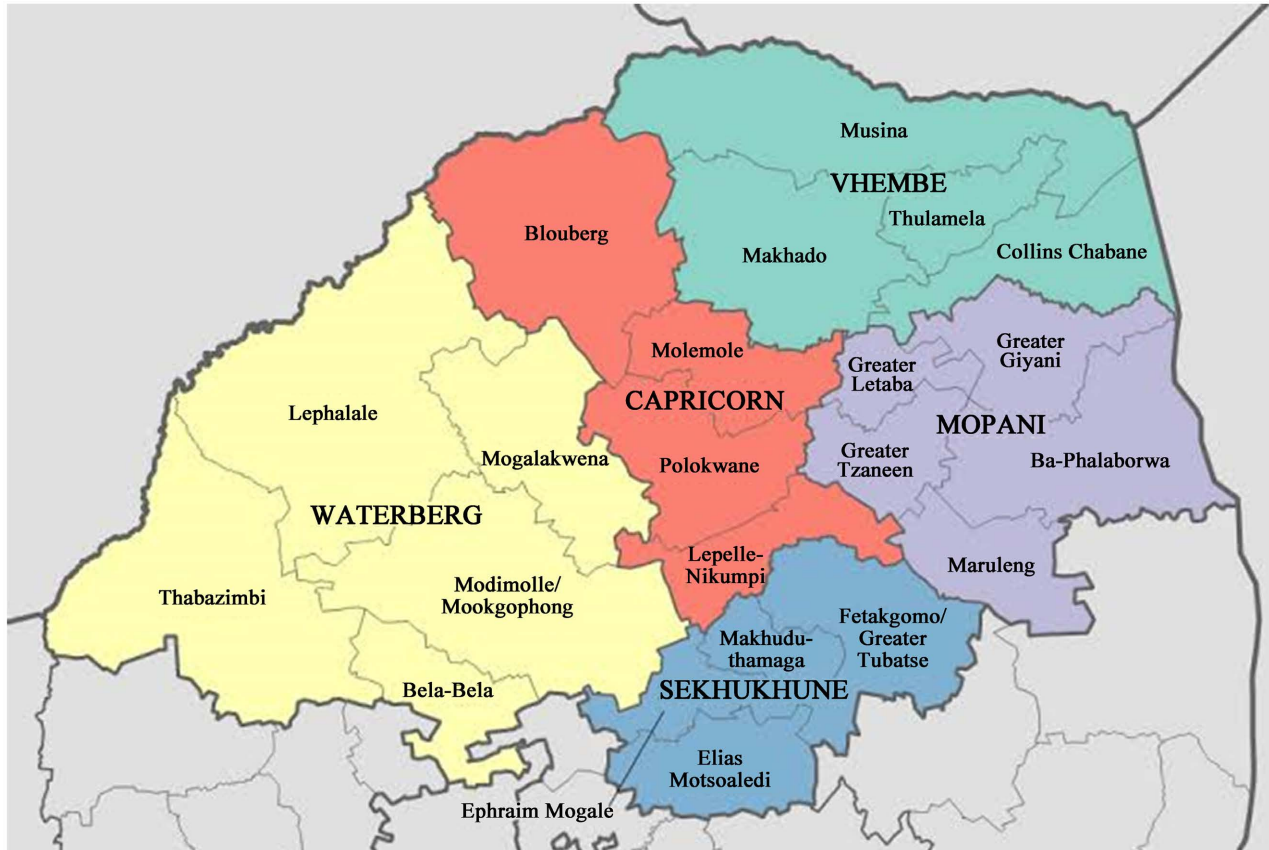 Musina
VHEMBE
Thulamela
Blouberg
Makhado
Collins Chabane
Molemole
Greater
Giyani
Greater
Letaba
CAPRICORN
Lephalale
MOPANI
Mogalakwena
Polokwane
Greater
Tzaneen
Ba-Phalaborwa
WATERBERG
Lepelle-
Nikumpi
Maruleng
Thabazimbi
Modimolle/
Mookgophong
Makhudu-
thamaga
Fetakgomo/
Greater
Tubatse
Bela-Bela
SEKHUKHUNE
Elias
Motsoaledi
Ephraim Mogale